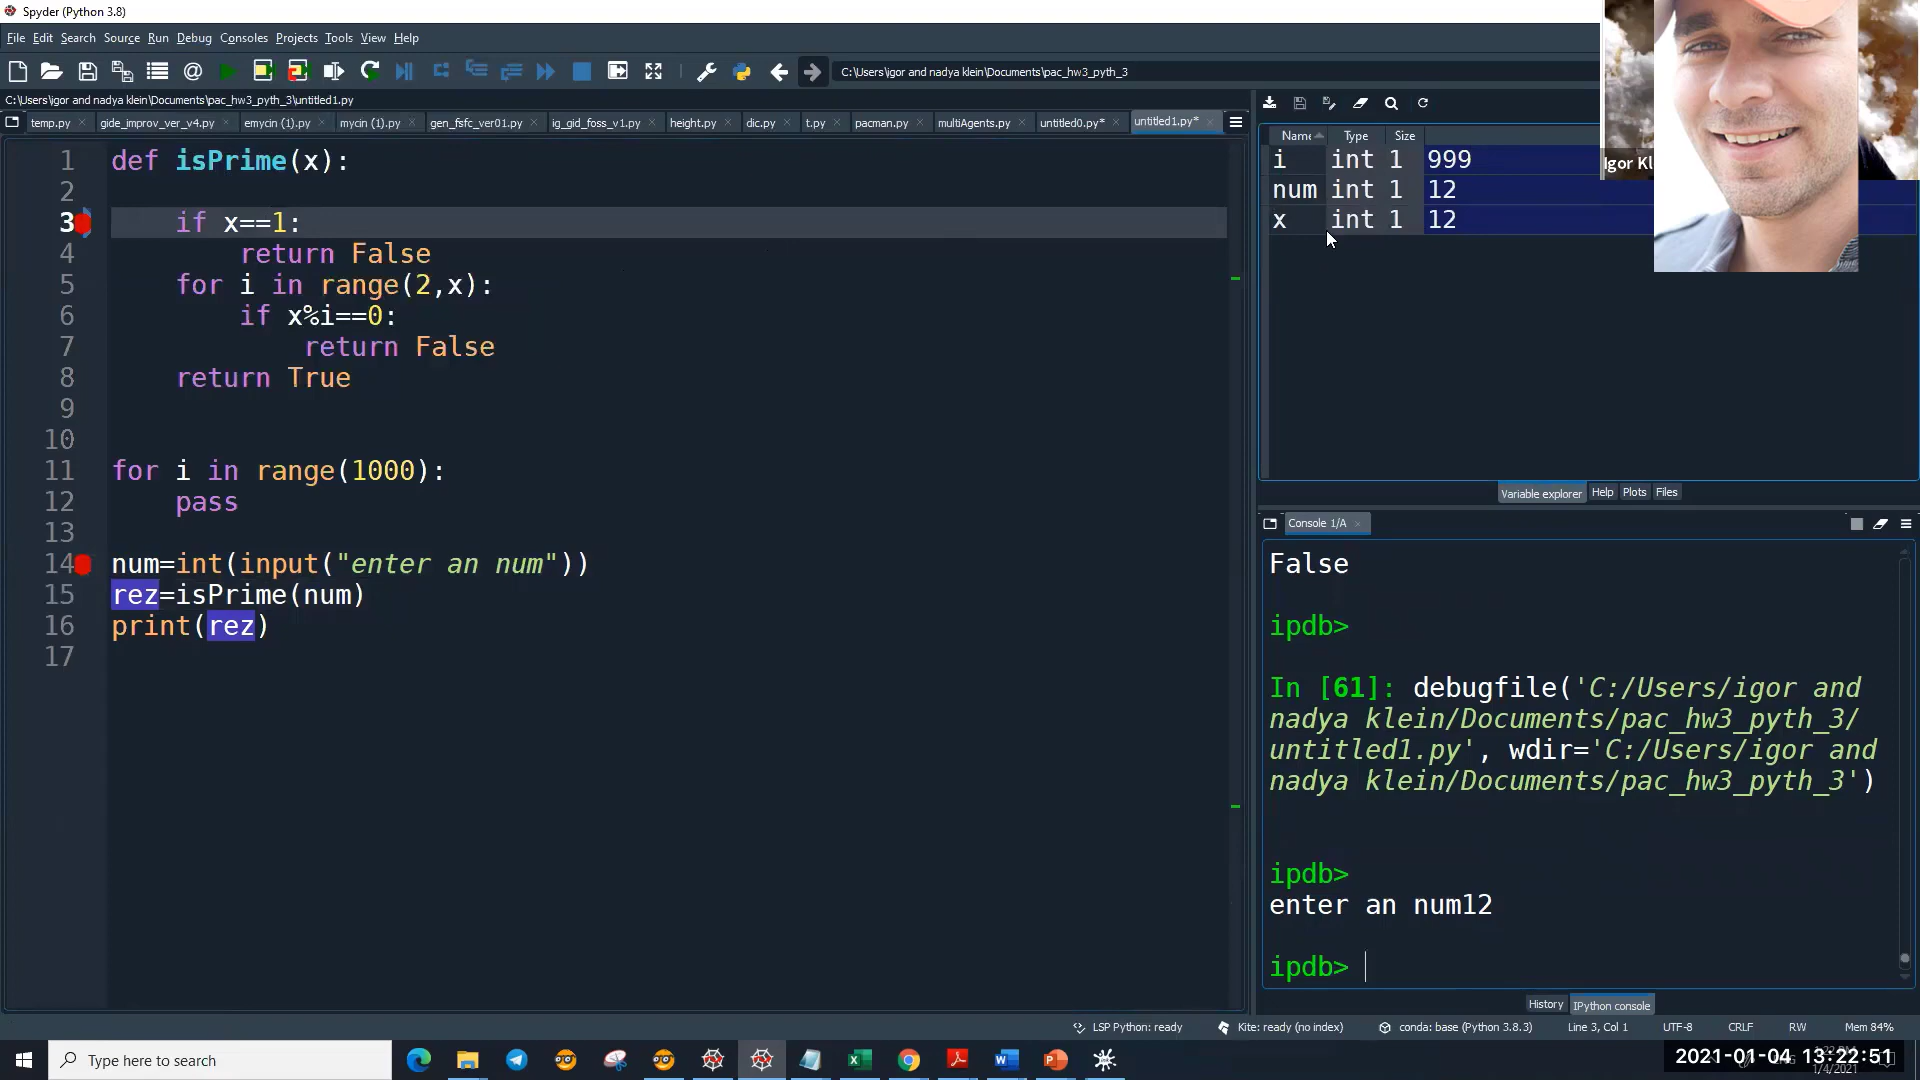 Spyder (Python 3.8)
File Edit Search Source Run Debug Consoles Projects Tools View Help
C:\Users\igor and nadya klein\Documents\pac_hw3_pyth_3
C:\Users\igor and nadya klein\Documents\pac_hw3_pyth_3\untitled1.py
temp.py gide_improv_ver_v4.py emycin (1).py mycin (1).py gen_fsfc_ver01.py ig_gid_foss_v1.py height.py dic.py t.py pacman.py multiAgents.py untitled0.py* untitled1.py*
1 def isPrime(x):
2
3 if x==1:
4 return False
5 for i in range(2,x):
6 if x%i==0:
7 return False
8 return True
9
10
11 for i in range(1000):
12 pass
13
14 num=int(input("enter an num"))
15 rez=isPrime(num)
16 print(rez)
17
Name Type Size
i int 1 999
num int 1 12
x int 1 12
Igor Kl
Variable explorer Help Plots Files
Console 1/A
False
ipdb>
In [61]: debugfile('C:/Users/igor and
nadya klein/Documents/pac_hw3_pyth_3/
untitled1.py', wdir='C:/Users/igor and
nadya klein/Documents/pac_hw3_pyth_3')
ipdb>
enter an num12
ipdb>
History IPython console
LSP Python: ready Kite: ready (no index) conda: base (Python 3.8.3) Line 3, Col 1 UTF-8 CRLF RW Mem 84%
Type here to search
2021-01-04 13:22:51
1/4/2021